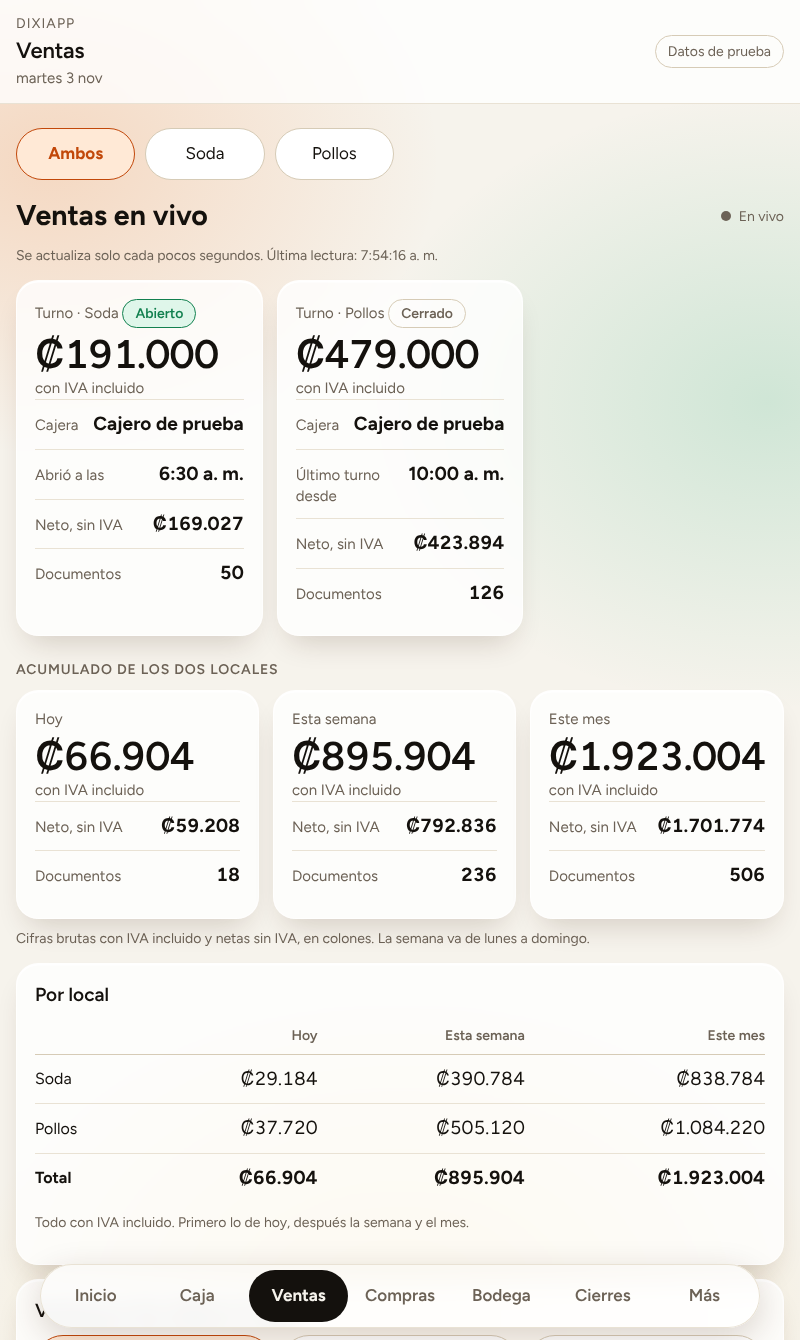 DIXIAPP
Ventas
martes 3 nov
Datos de prueba
Ambos
Soda
Pollos
Ventas en vivo
En vivo
Se actualiza solo cada pocos segundos. Última lectura: 7:54:16 a. m.
Turno · Soda Abierto
₡191.000
con IVA incluido
Cajera Cajero de prueba
Abrió a las 6:30 a. m.
Neto, sin IVA ₡169.027
Documentos 50
Turno · Pollos Cerrado
₡479.000
con IVA incluido
Cajera Cajero de prueba
Último turno desde 10:00 a. m.
Neto, sin IVA ₡423.894
Documentos 126
ACUMULADO DE LOS DOS LOCALES
Hoy
₡66.904
con IVA incluido
Neto, sin IVA ₡59.208
Documentos 18
Esta semana
₡895.904
con IVA incluido
Neto, sin IVA ₡792.836
Documentos 236
Este mes
₡1.923.004
con IVA incluido
Neto, sin IVA ₡1.701.774
Documentos 506
Cifras brutas con IVA incluido y netas sin IVA, en colones. La semana va de lunes a domingo.
Por local
Hoy Esta semana Este mes
Soda ₡29.184 ₡390.784 ₡838.784
Pollos ₡37.720 ₡505.120 ₡1.084.220
Total ₡66.904 ₡895.904 ₡1.923.004
Todo con IVA incluido. Primero lo de hoy, después la semana y el mes.
Inicio Caja Ventas Compras Bodega Cierres Más